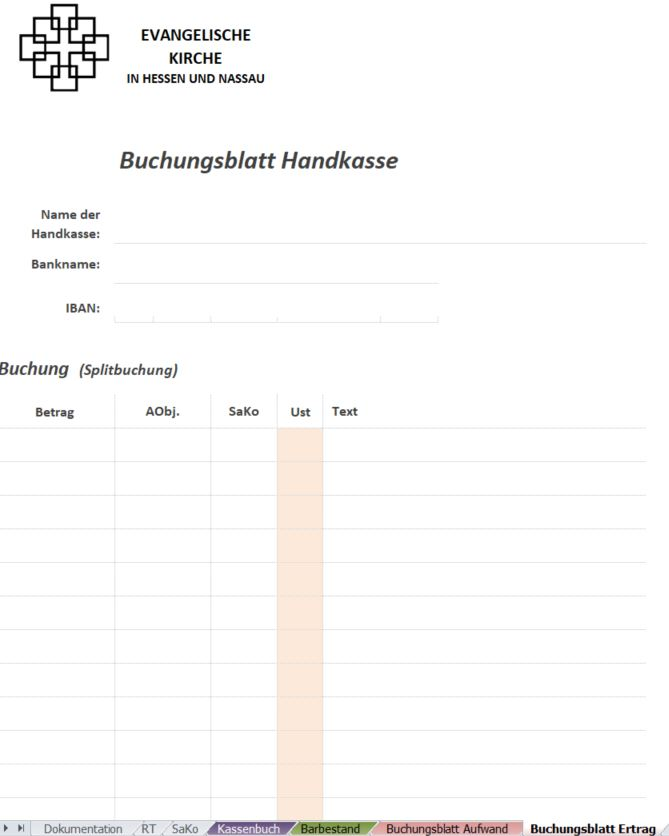 EVANGELISCHE
KIRCHE
IN HESSEN UND NASSAU
Buchungsblatt Handkasse
Name der
Handkasse:
Bankname:
IBAN:
Buchung (Splitbuchung)
Betrag AObj. SaKo Ust Text
Dokumentation RT SaKo Kassenbuch Barbestand Buchungsblatt Aufwand Buchungsblatt Ertrag